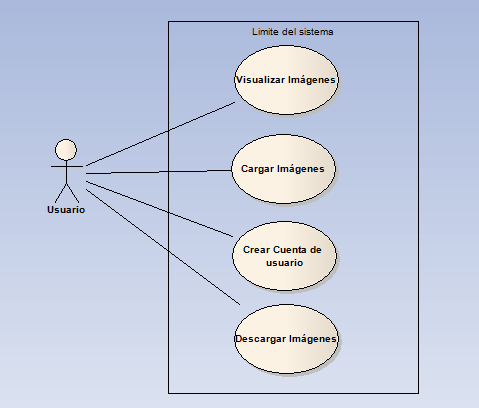 Limite del sistema
Visualizar Imágenes
Cargar Imágenes
Usuario
Crear Cuenta de
usuario
Descargar Imágenes